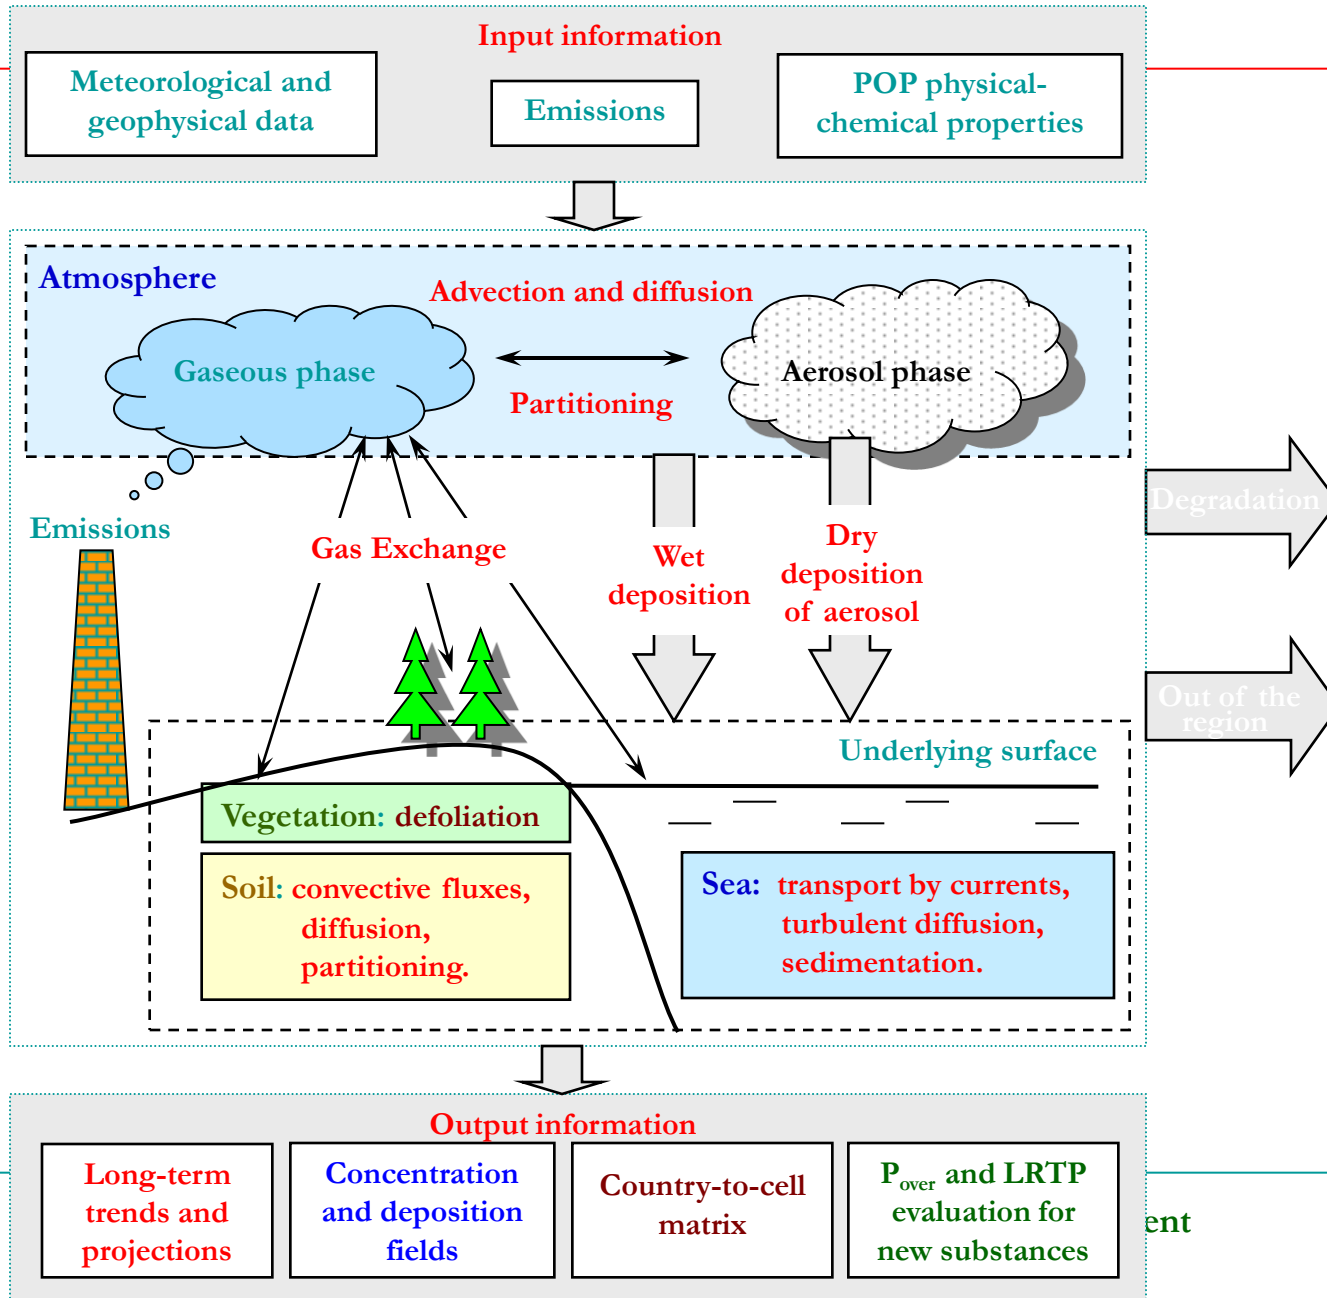 Input information
Meteorological and
geophysical data
Emissions
POP physical-
chemical properties
Atmosphere
Advection and diffusion
Gaseous phase
Aerosol phase
Partitioning
Degradation
Emissions
Gas Exchange
Wet
deposition
Dry
deposition
of aerosol
Out of the
region
Underlying surface
Vegetation: defoliation
Soil: convective fluxes,
diffusion,
partitioning.
Sea: transport by currents,
turbulent diffusion,
sedimentation.
Output information
Long-term
trends and
projections
Concentration
and deposition
fields
Country-to-cell
matrix
Pover and LRTP
evaluation for
new substances
ent